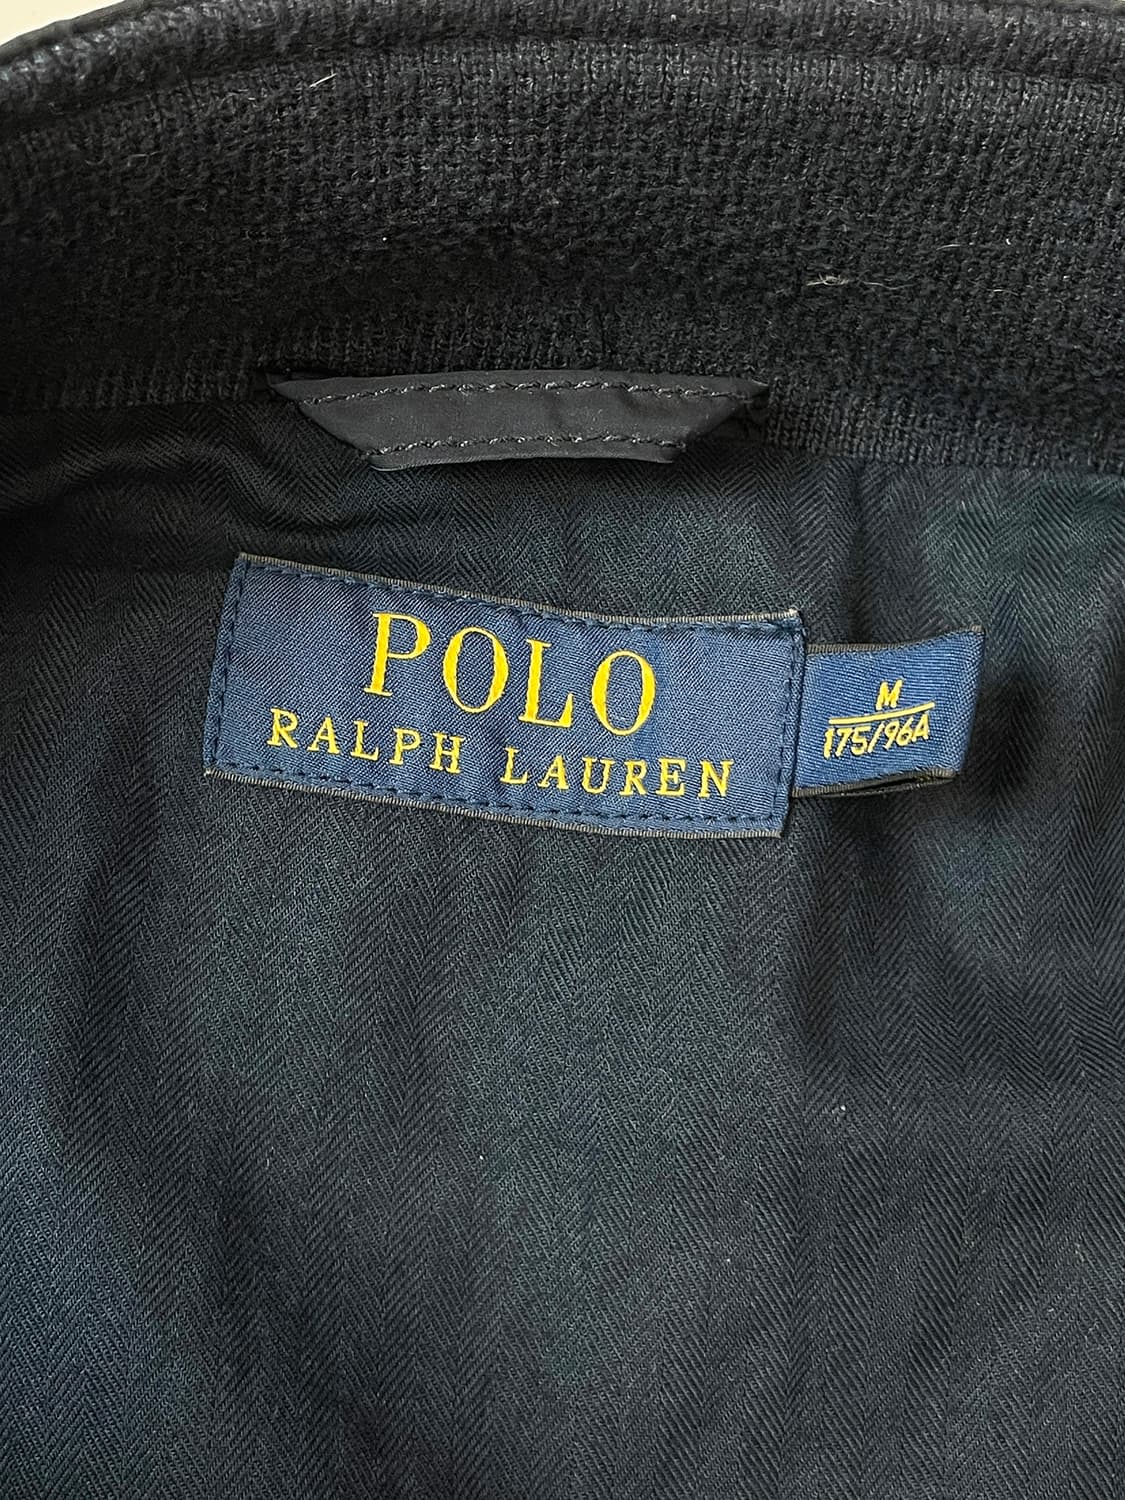 POLO
RALPH LAUREN
M
175/96A